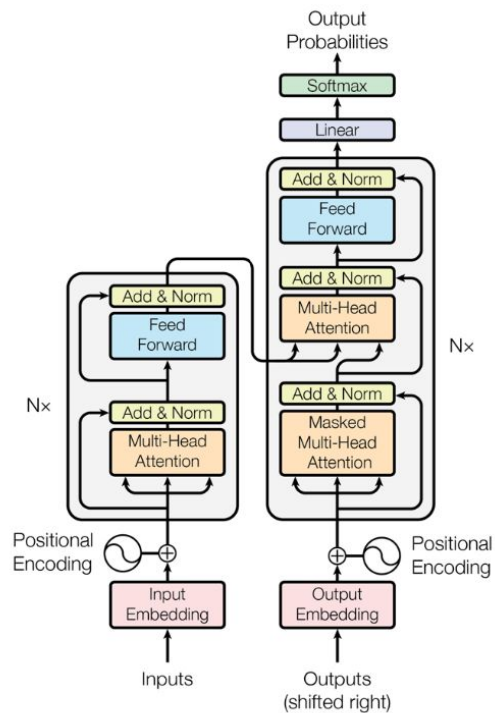 Output
Probabilities
Softmax
Linear
Add & Norm
Feed
Forward
Add & Norm
Multi-Head
Attention
Add & Norm
Masked
Multi-Head
Attention
Nx
Add & Norm
Feed
Forward
Add & Norm
Multi-Head
Attention
Nx
Positional
Encoding
Positional
Encoding
Input
Embedding
Output
Embedding
Inputs
Outputs
(shifted right)